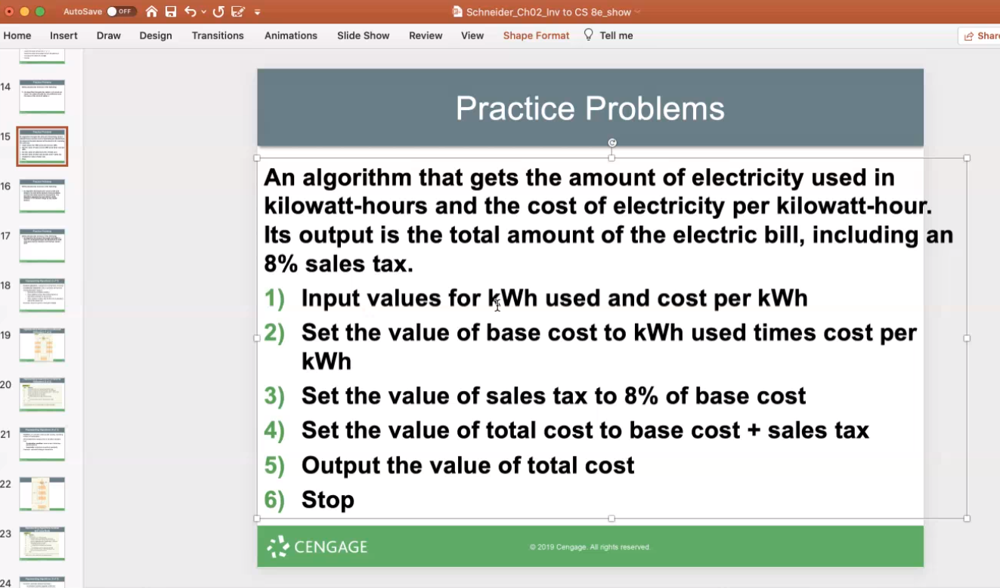 AutoSave OFF
Schneider_Ch02_Inv to CS 8e_show
Home Insert Draw Design Transitions Animations Slide Show Review View Shape Format Tell me Share
14
15
16
17
18
19
20
21
22
23
24
Practice Problems
An algorithm that gets the amount of electricity used in
kilowatt-hours and the cost of electricity per kilowatt-hour.
Its output is the total amount of the electric bill, including an
8% sales tax.
1) Input values for kWh used and cost per kWh
2) Set the value of base cost to kWh used times cost per
kWh
3) Set the value of sales tax to 8% of base cost
4) Set the value of total cost to base cost + sales tax
5) Output the value of total cost
6) Stop
CENGAGE
© 2019 Cengage. All rights reserved.